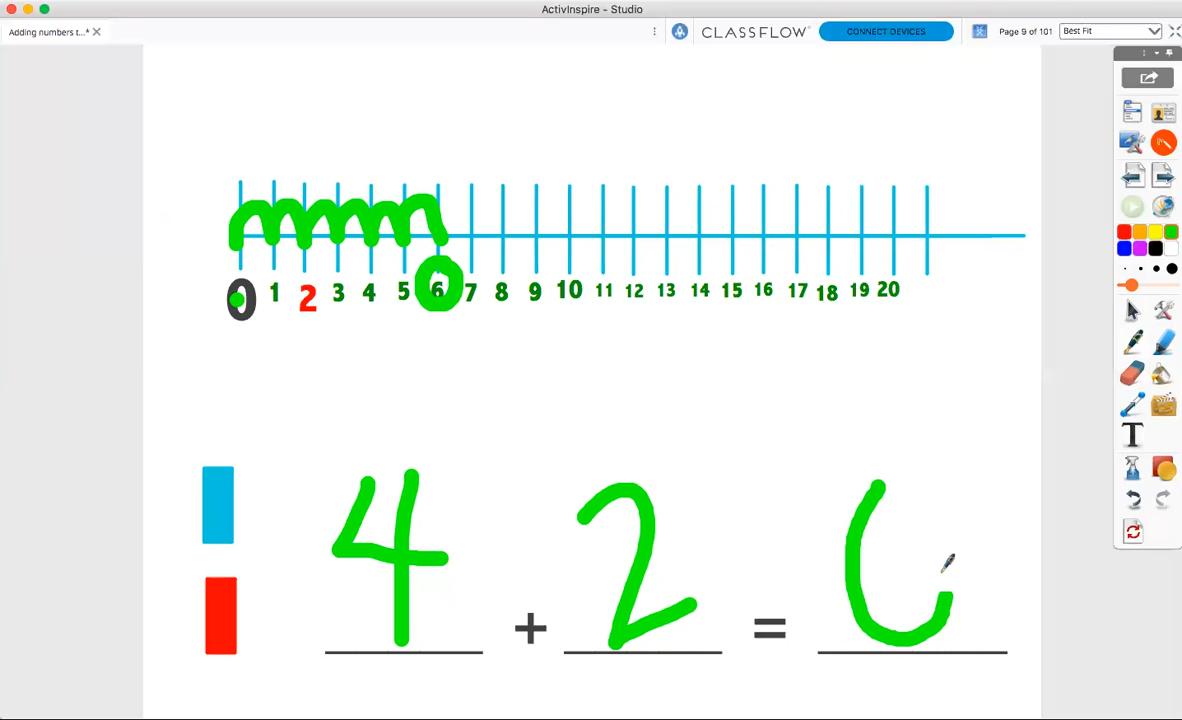 ActivInspire - Studio
Adding numbers t...* CLASSFLOW CONNECT DEVICES Page 9 of 101 Best Fit
0 1 2 3 4 5 6 7 8 9 10 11 12 13 14 15 16 17 18 19 20
4 + 2 = 6
T